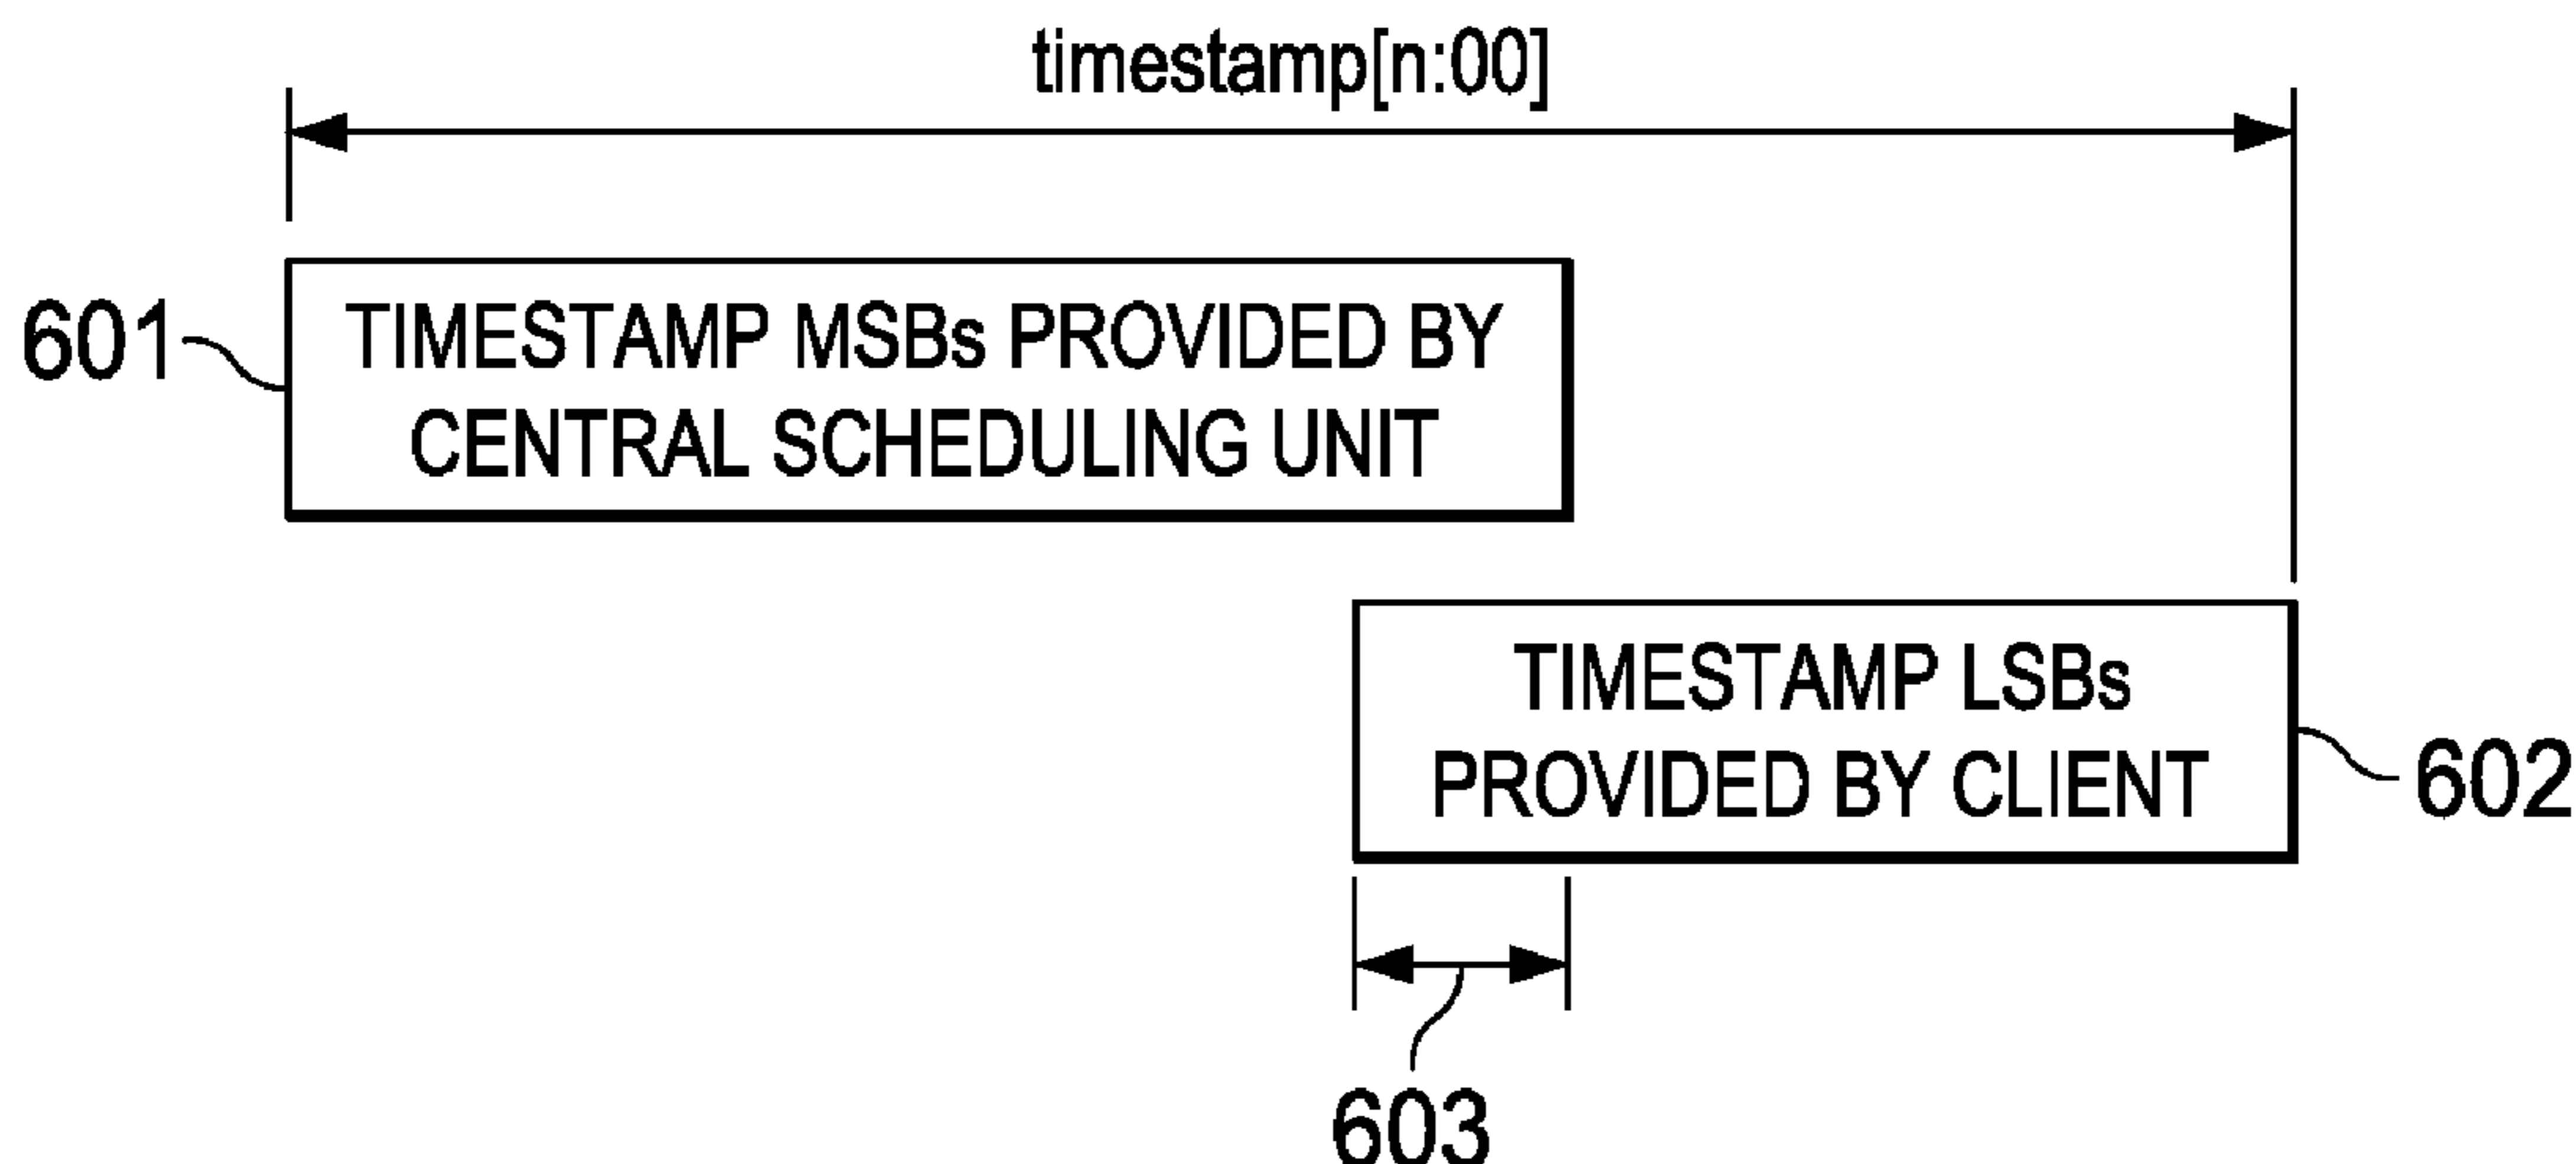 timestamp[n:00]
601
TIMESTAMP MSBs PROVIDED BY
CENTRAL SCHEDULING UNIT
TIMESTAMP LSBs
PROVIDED BY CLIENT
602
603